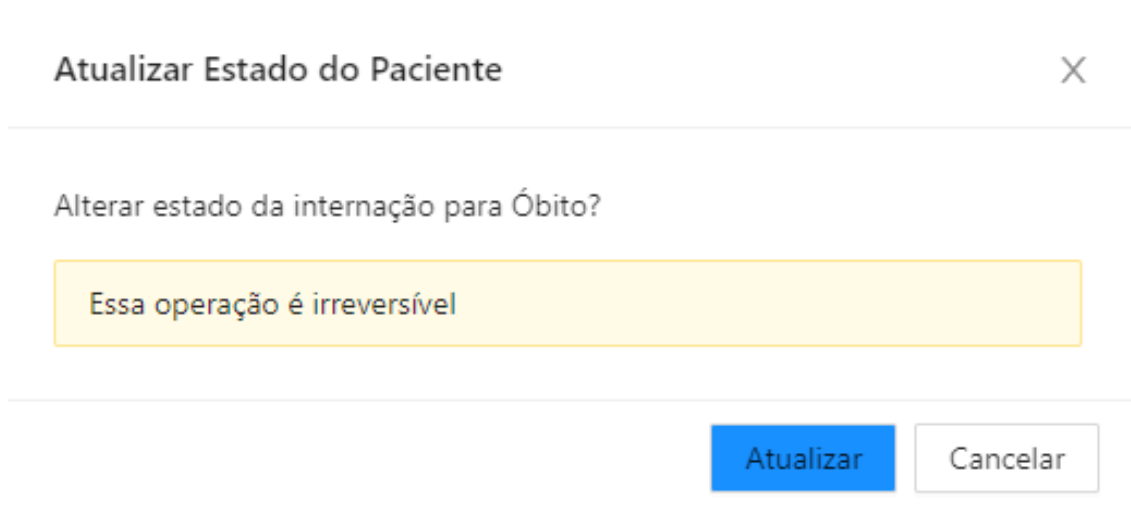 Atualizar Estado do Paciente
Alterar estado da internação para Óbito?
Essa operação é irreversível
Atualizar
Cancelar